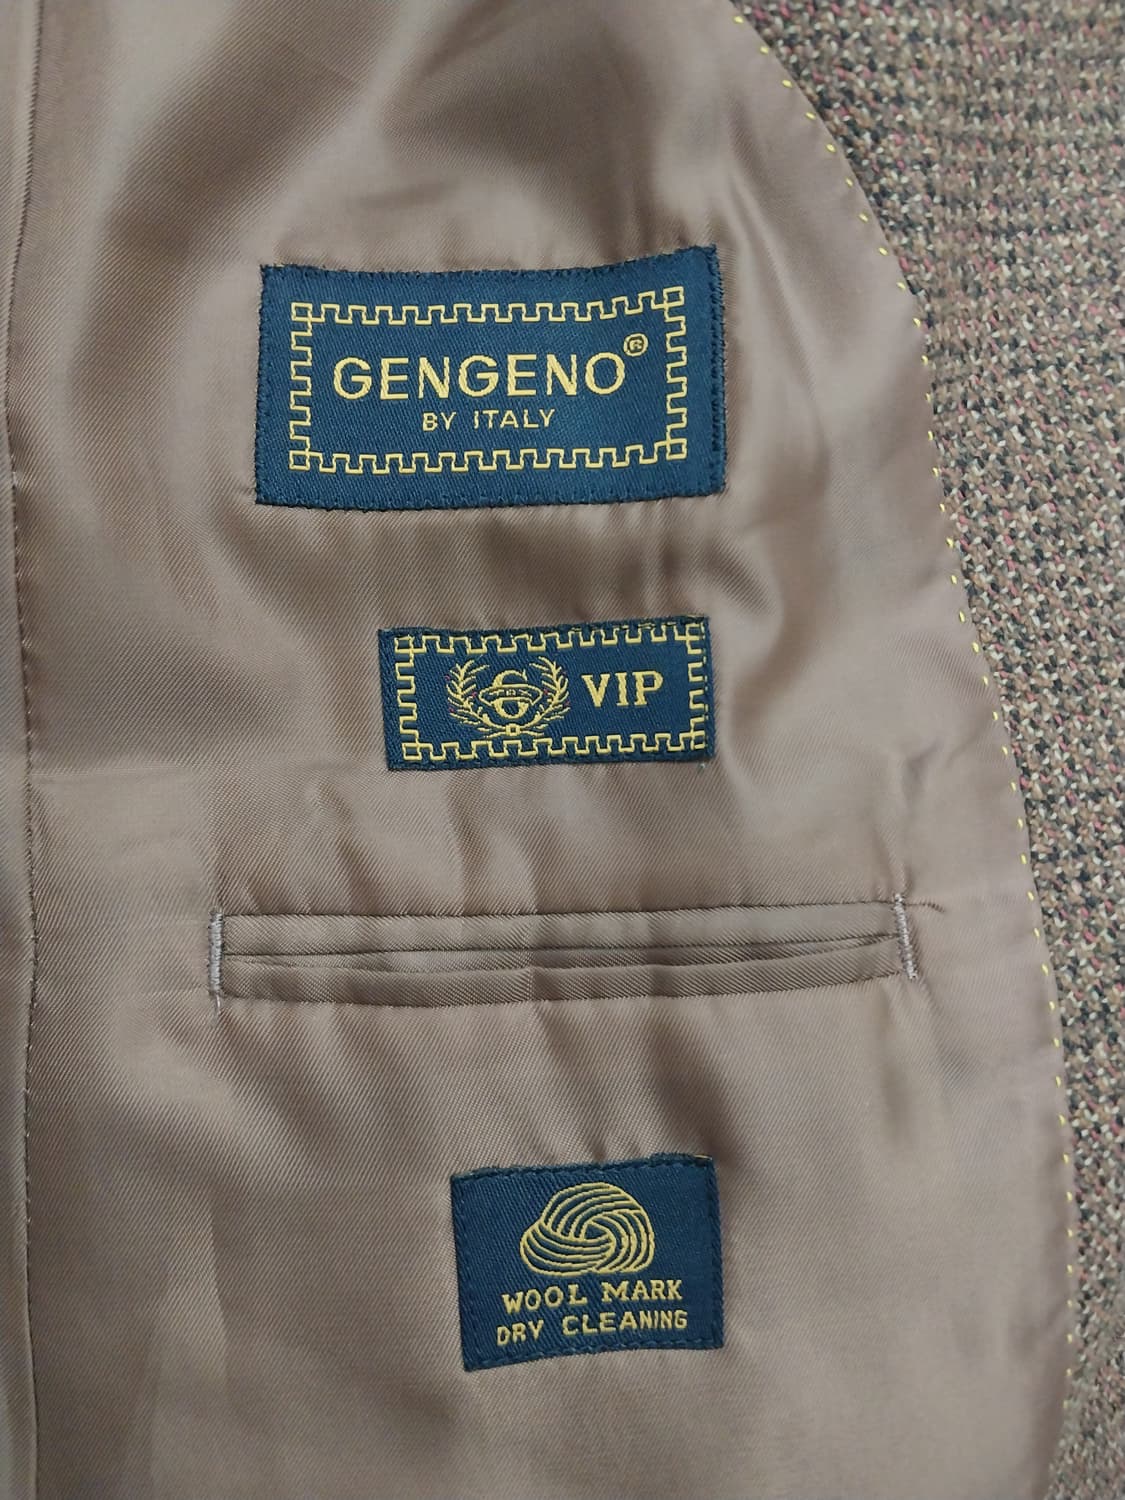 GENGENO®
BY ITALY
VIP
WOOL MARK
DRY CLEANING